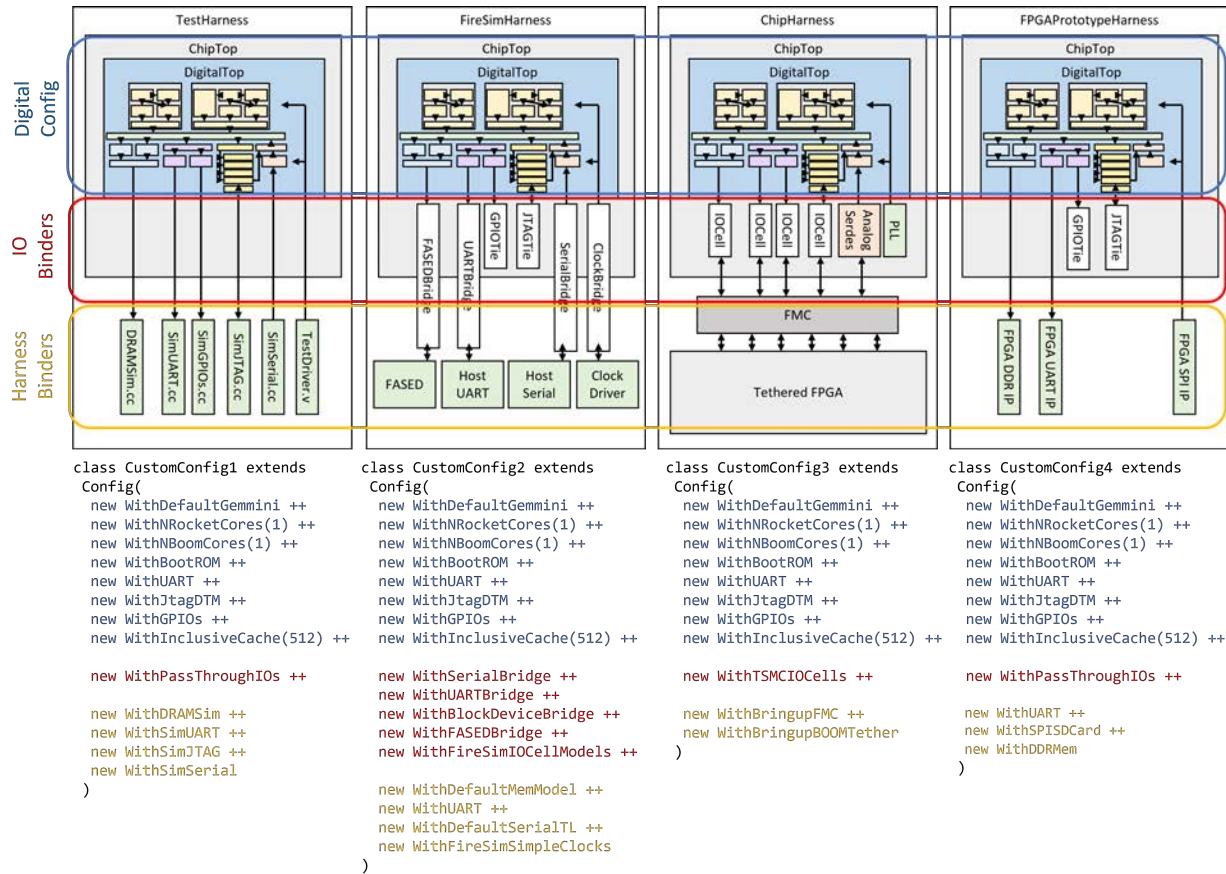 TestHarness
ChipTop
DigitalTop
DRAMSim.cc
SimUART.cc
SimGPIOs.cc
SimJTAG.cc
SimSerial.cc
TestDriver.v
FireSimHarness
ChipTop
DigitalTop
FASEDBridge
UARTBridge
GPIOTie
JTAGTie
SerialBridge
ClockBridge
FASED
Host
UART
Host
Serial
Clock
Driver
ChipHarness
ChipTop
DigitalTop
IOCell
IOCell
IOCell
IOCell
Analog
Serdes
PLL
FMC
Tethered FPGA
FPGAPrototypeHarness
ChipTop
DigitalTop
GPIOTie
JTAGTie
FPGA DDR IP
FPGA UART IP
FPGA SPI IP
Digital
Config
IO
Binders
Harness
Binders
class CustomConfig1 extends
Config(
new WithDefaultGemmini ++
new WithNRocketCores(1) ++
new WithNBoomCores(1) ++
new WithBootROM ++
new WithUART ++
new WithJtagDTM ++
new WithGPIOs ++
new WithInclusiveCache(512) ++
new WithPassThroughIOs ++
new WithDRAMSim ++
new WithSimUART ++
new WithSimJTAG ++
new WithSimSerial
)
class CustomConfig2 extends
Config(
new WithDefaultGemmini ++
new WithNRocketCores(1) ++
new WithNBoomCores(1) ++
new WithBootROM ++
new WithUART ++
new WithJtagDTM ++
new WithGPIOs ++
new WithInclusiveCache(512) ++
new WithSerialBridge ++
new WithUARTBridge ++
new WithBlockDeviceBridge ++
new WithFASEDBridge ++
new WithFireSimIOCellModels ++
new WithDefaultMemModel ++
new WithUART ++
new WithDefaultSerialTL ++
new WithFireSimSimpleClocks
)
class CustomConfig3 extends
Config(
new WithDefaultGemmini ++
new WithNRocketCores(1) ++
new WithNBoomCores(1) ++
new WithBootROM ++
new WithUART ++
new WithJtagDTM ++
new WithGPIOs ++
new WithInclusiveCache(512) ++
new WithTSMCIOCells ++
new WithBringupFMC ++
new WithBringupBOOMTether
)
class CustomConfig4 extends
Config(
new WithDefaultGemmini ++
new WithNRocketCores(1) ++
new WithNBoomCores(1) ++
new WithBootROM ++
new WithUART ++
new WithJtagDTM ++
new WithGPIOs ++
new WithInclusiveCache(512) ++
new WithPassThroughIOs ++
new WithUART ++
new WithSPISDCard ++
new WithDDRMem
)